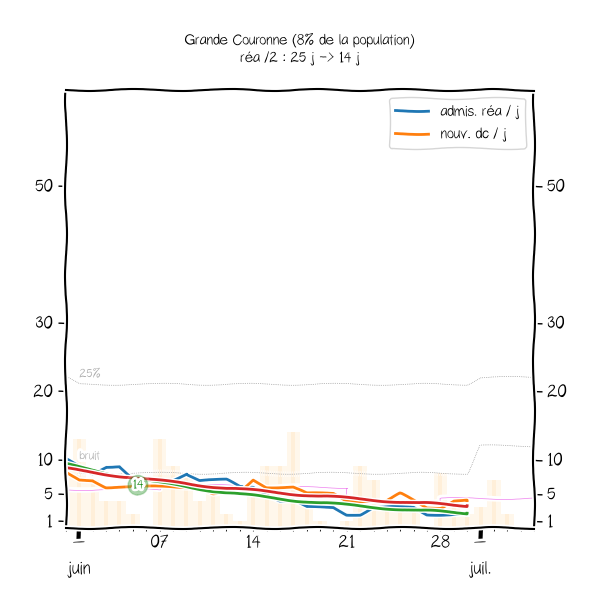 Grande Couronne (8% de la population)
réa /2 : 25 j -> 14 j
admis. réa / j
nouv. dc / j
50 50
30 30
25%
20 20
bruit
10 10
14
5 5
1 1
07 14 21 28
juin juil.